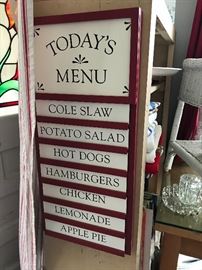 TODAY'S
MENU
COLE SLAW
POTATO SALAD
HOT DOGS
HAMBURGERS
CHICKEN
LEMONADE
APPLE PIE